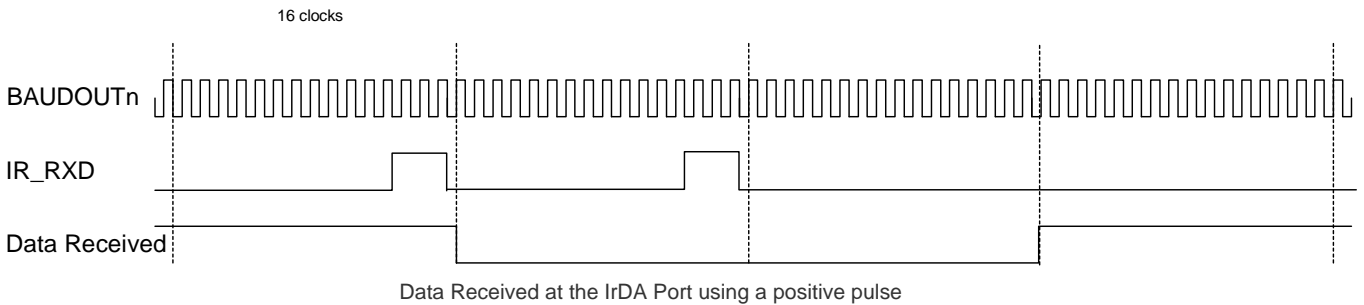 16 clocks
BAUDOUTn
IR_RXD
Data Received
Data Received at the IrDA Port using a positive pulse